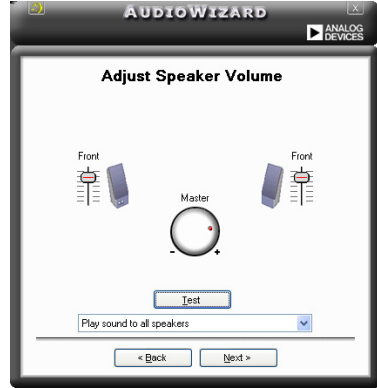 AUDIOWIZARD
ANALOG
DEVICES
Adjust Speaker Volume
Front
Front
Master
- +
Test
Play sound to all speakers
« Back
Next »